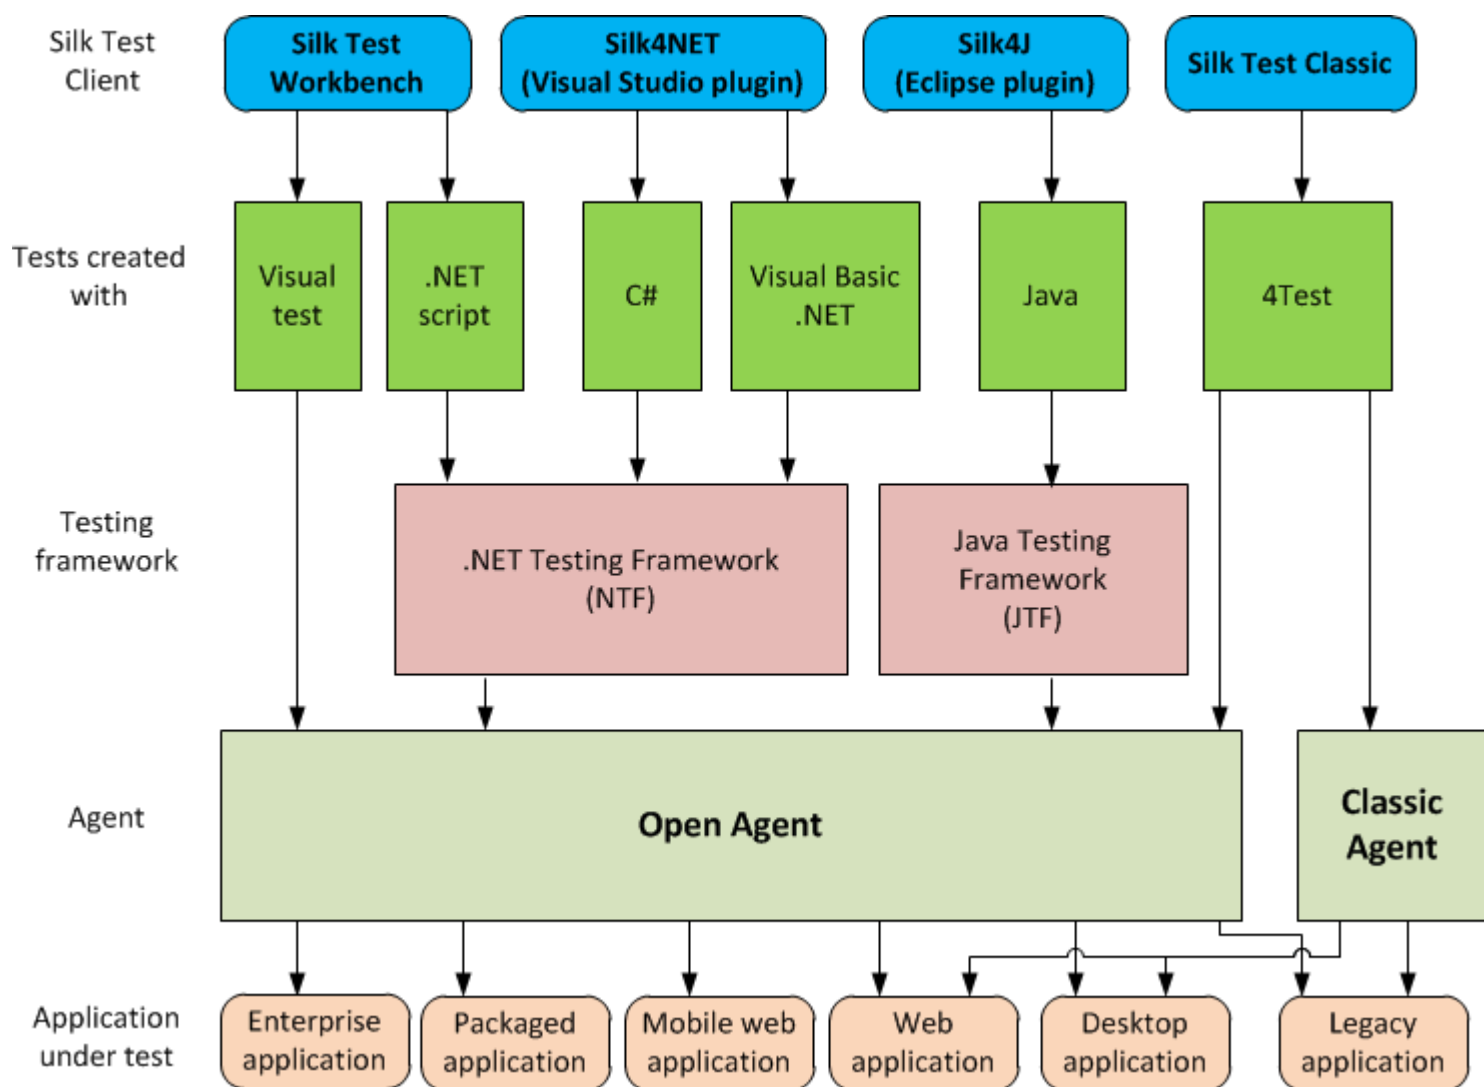 Silk Test
Client
Silk Test
Workbench
Silk4NET
(Visual Studio plugin)
Silk4J
(Eclipse plugin)
Silk Test Classic
Tests created
with
Visual
test
.NET
script
C#
Visual Basic
.NET
Java
4Test
Testing
framework
.NET Testing Framework
(NTF)
Java Testing
Framework
(JTF)
Agent
Open Agent
Classic
Agent
Application
under test
Enterprise
application
Packaged
application
Mobile web
application
Web
application
Desktop
application
Legacy
application